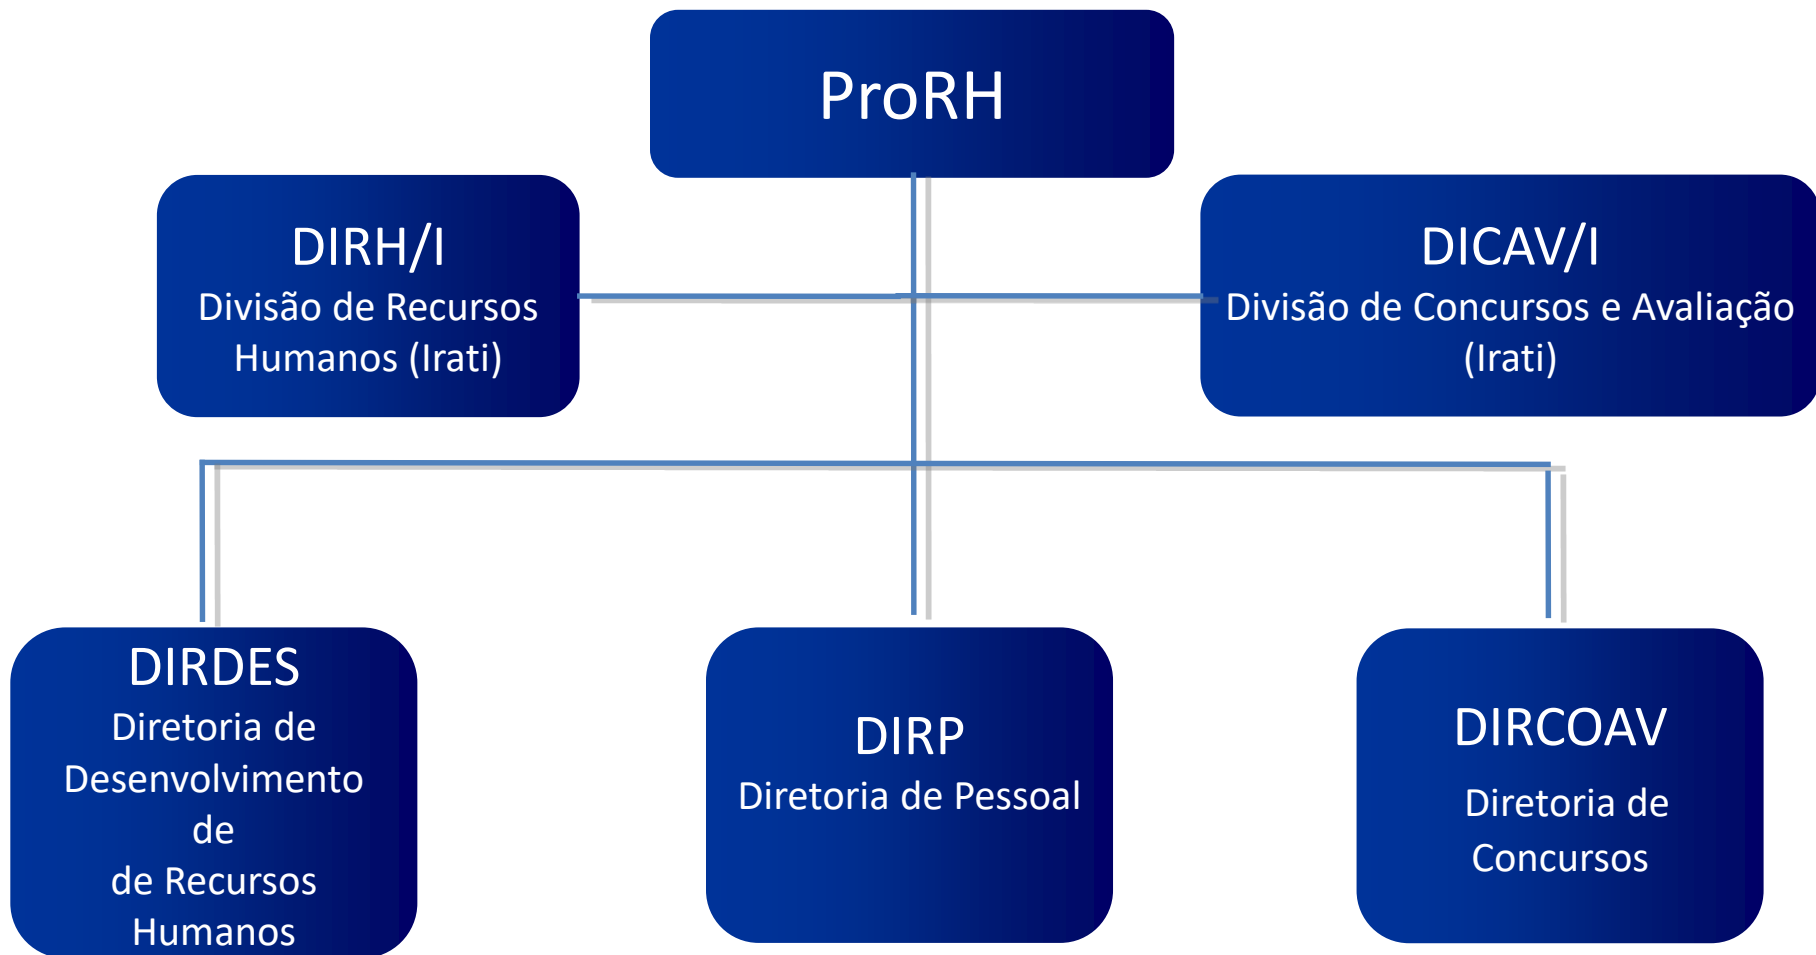 ProRH
DIRH/I
Divisão de Recursos
Humanos (Irati)
DICAV/I
Divisão de Concursos e Avaliação
(Irati)
DIRDES
Diretoria de
Desenvolvimento
de
de Recursos
Humanos
DIRP
Diretoria de Pessoal
DIRCOAV
Diretoria de
Concursos